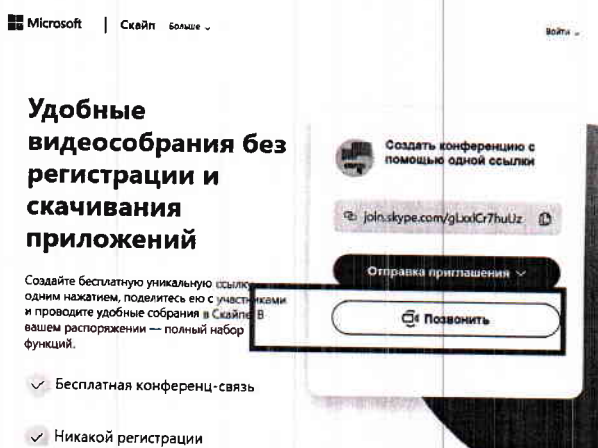 Microsoft | Скайп Больше
Войти
Удобные
видеособрания без
регистрации и
скачивания
приложений
Создайте бесплатную уникальную ссылку
одним нажатием, поделитесь ею с участниками
и проводите удобные собрания в Скайпе. В
вашем распоряжении — полный набор
функций.
Бесплатная конференц-связь
Никакой регистрации
Создать конференцию с
помощью одной ссылки
join.skype.com/gLxxlCr7huUz
Отправка приглашения
Позвонить